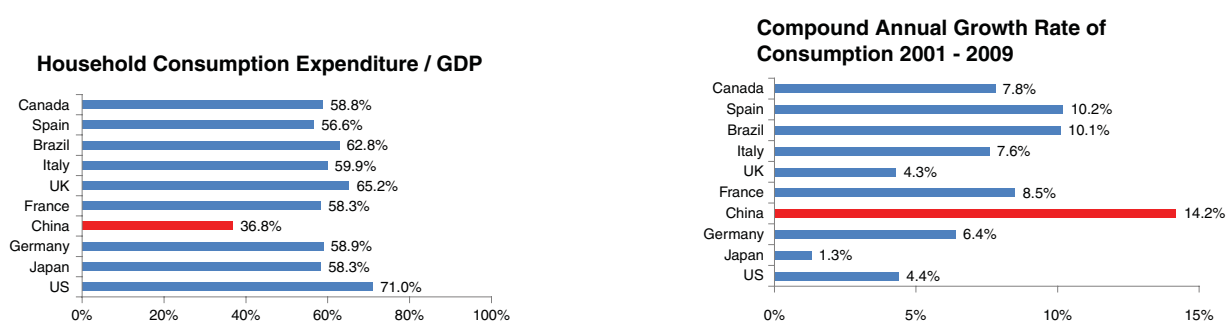 Household Consumption Expenditure / GDP
Canada 58.8%
Spain 56.6%
Brazil 62.8%
Italy 59.9%
UK 65.2%
France 58.3%
China 36.8%
Germany 58.9%
Japan 58.3%
US 71.0%
0% 20% 40% 60% 80% 100%
Compound Annual Growth Rate of
Consumption 2001 - 2009
Canada 7.8%
Spain 10.2%
Brazil 10.1%
Italy 7.6%
UK 4.3%
France 8.5%
China 14.2%
Germany 6.4%
Japan 1.3%
US 4.4%
0% 5% 10% 15%